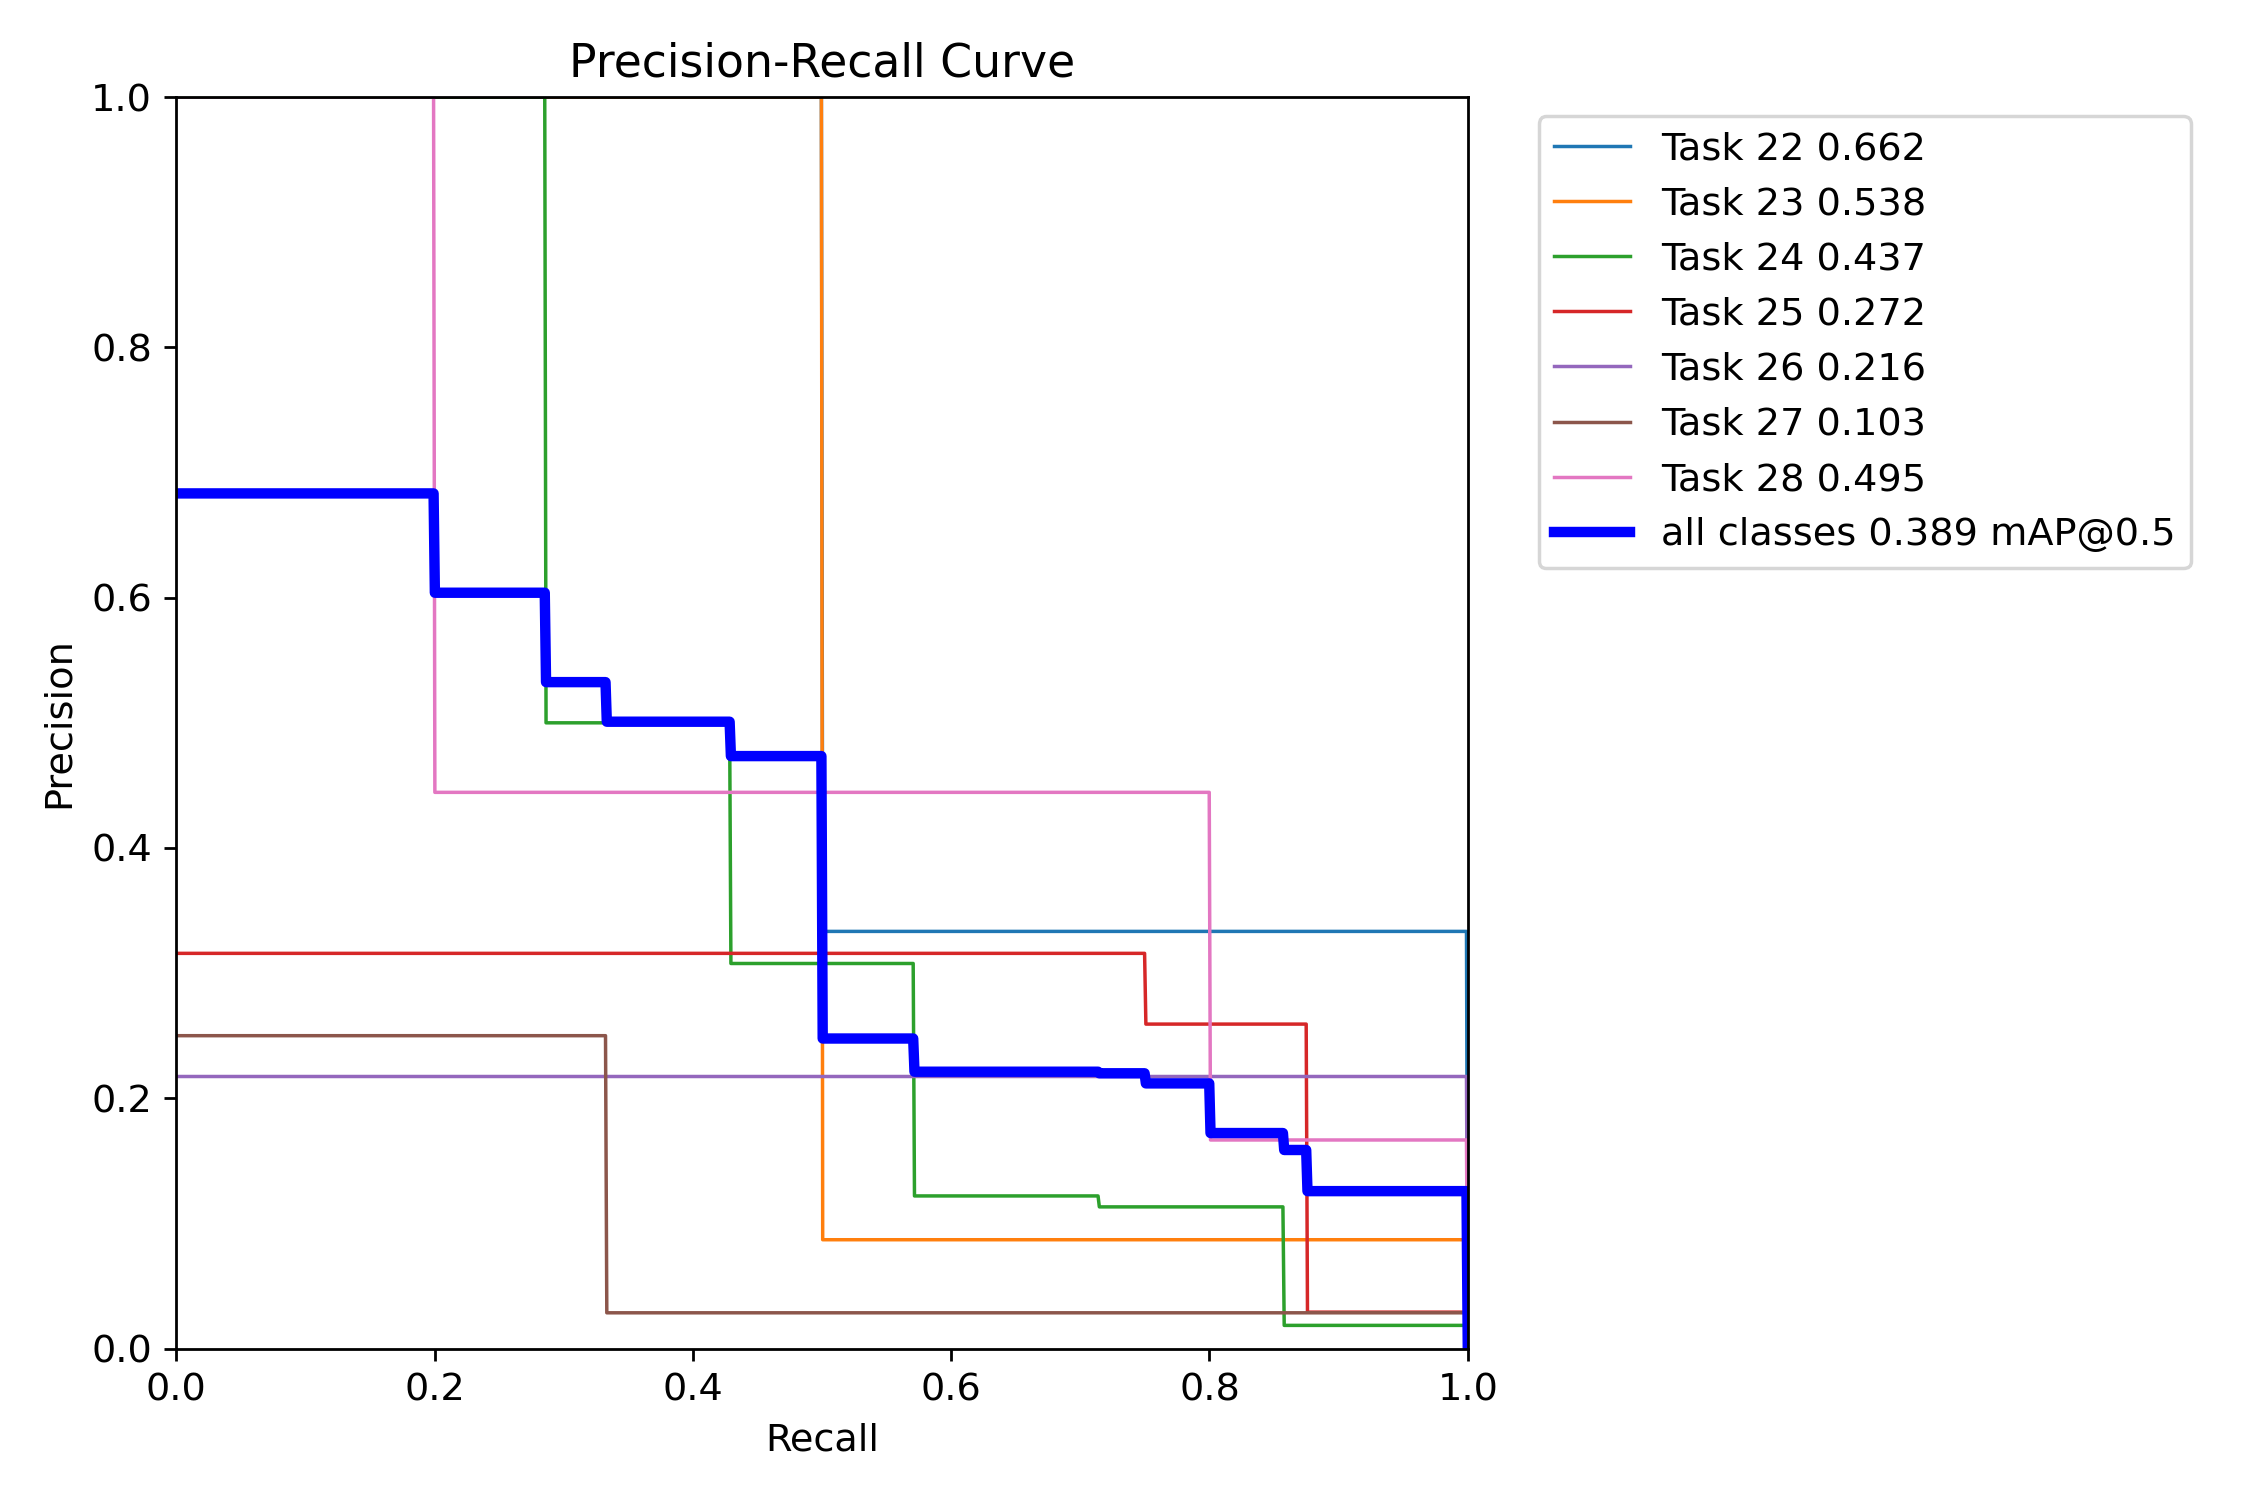 Precision-Recall Curve
1.0
0.8
0.6
0.4
0.2
0.0
Precision
0.0 0.2 0.4 0.6 0.8 1.0
Recall
Task 22 0.662
Task 23 0.538
Task 24 0.437
Task 25 0.272
Task 26 0.216
Task 27 0.103
Task 28 0.495
all classes 0.389 mAP@0.5